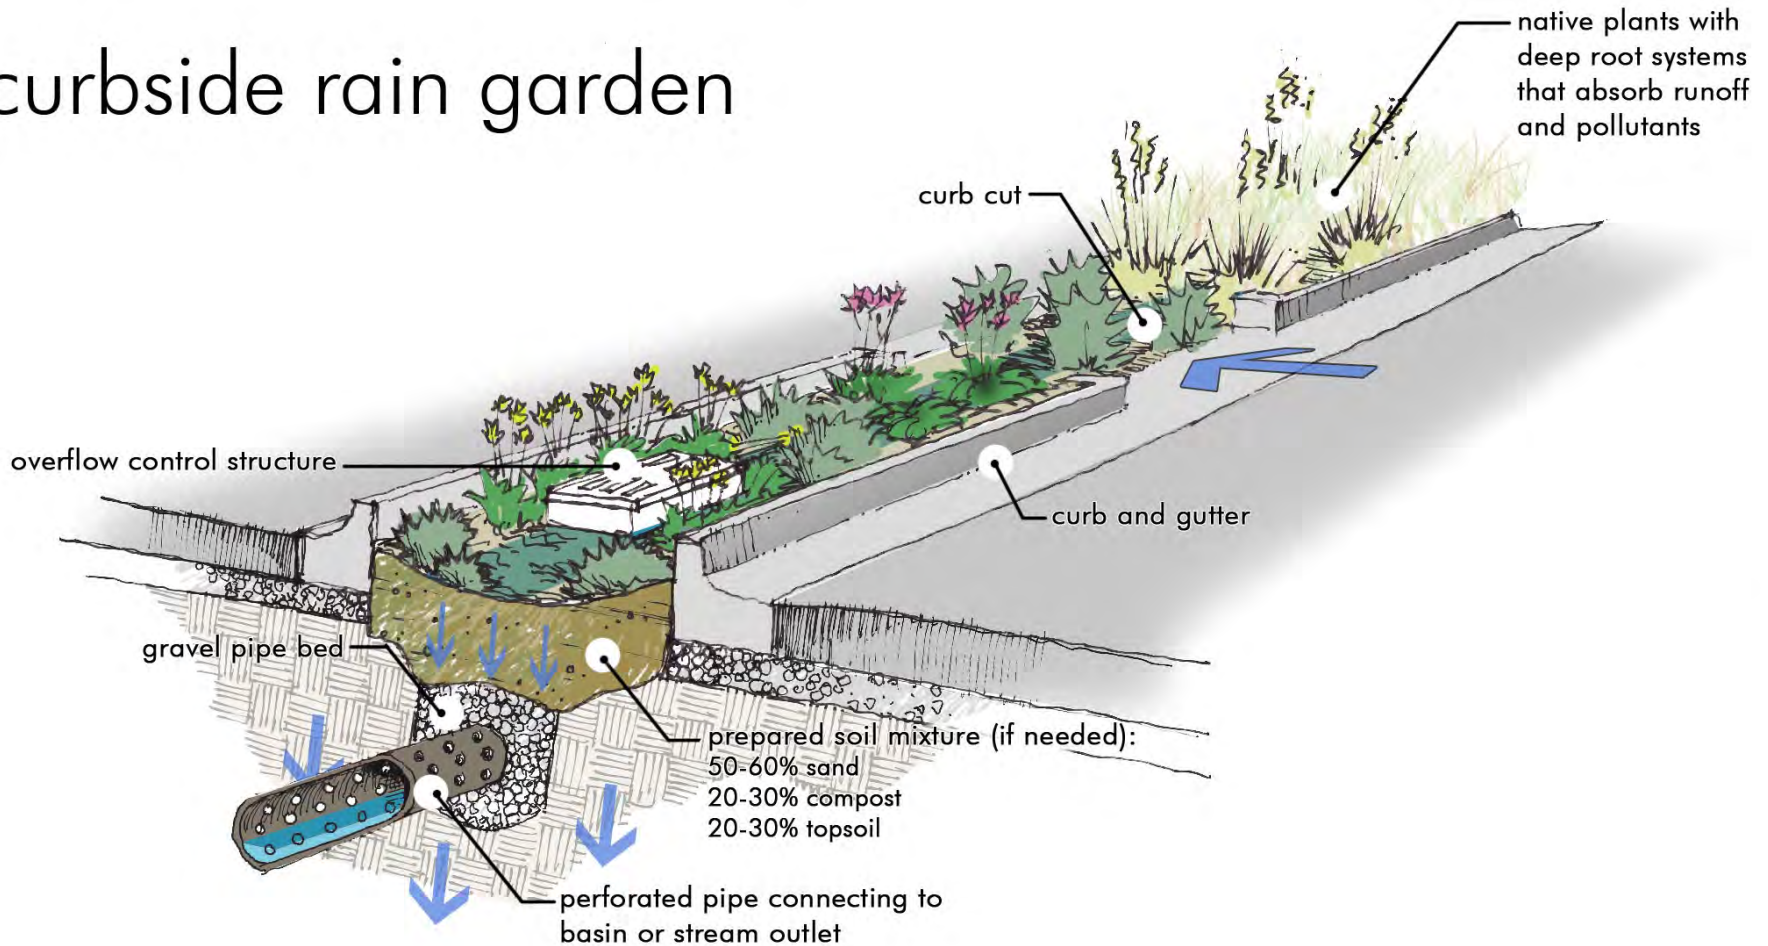 curbside rain garden
native plants with
deep root systems
that absorb runoff
and pollutants
curb cut
overflow control structure
curb and gutter
gravel pipe bed
prepared soil mixture (if needed):
50-60% sand
20-30% compost
20-30% topsoil
perforated pipe connecting to
basin or stream outlet